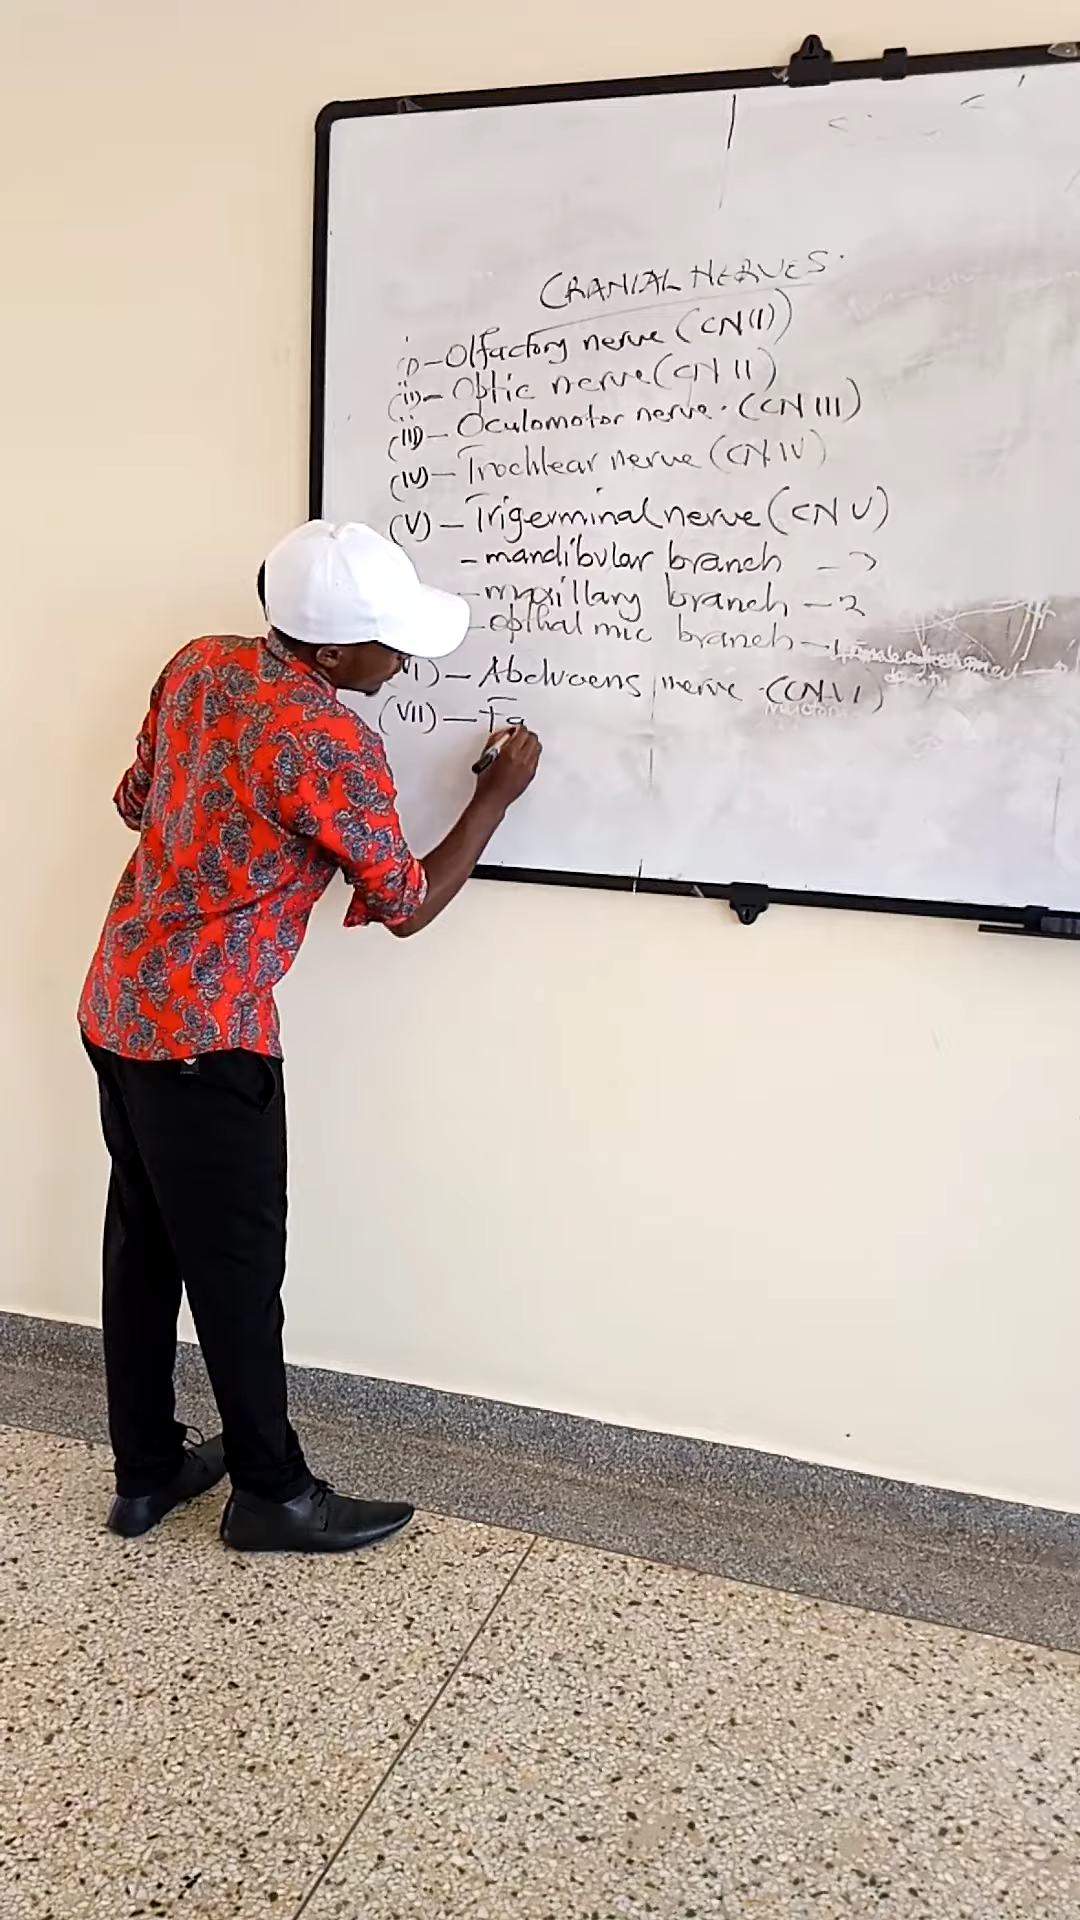 CRANIAL NERVES.
(i) - Olfactory nerve (CN (I)
(ii) - Optic nerve (CN II)
(iii) - Oculomotor nerve. (CN III)
(IV) - Trochlear nerve (CN IV)
(V) - Trigerminal nerve (CN V)
- mandibular branch - 3
- maxillary branch - 2
- opthalmic branch - 1
VI) - Abducens nerve (CN VI)
(VII) - Fa